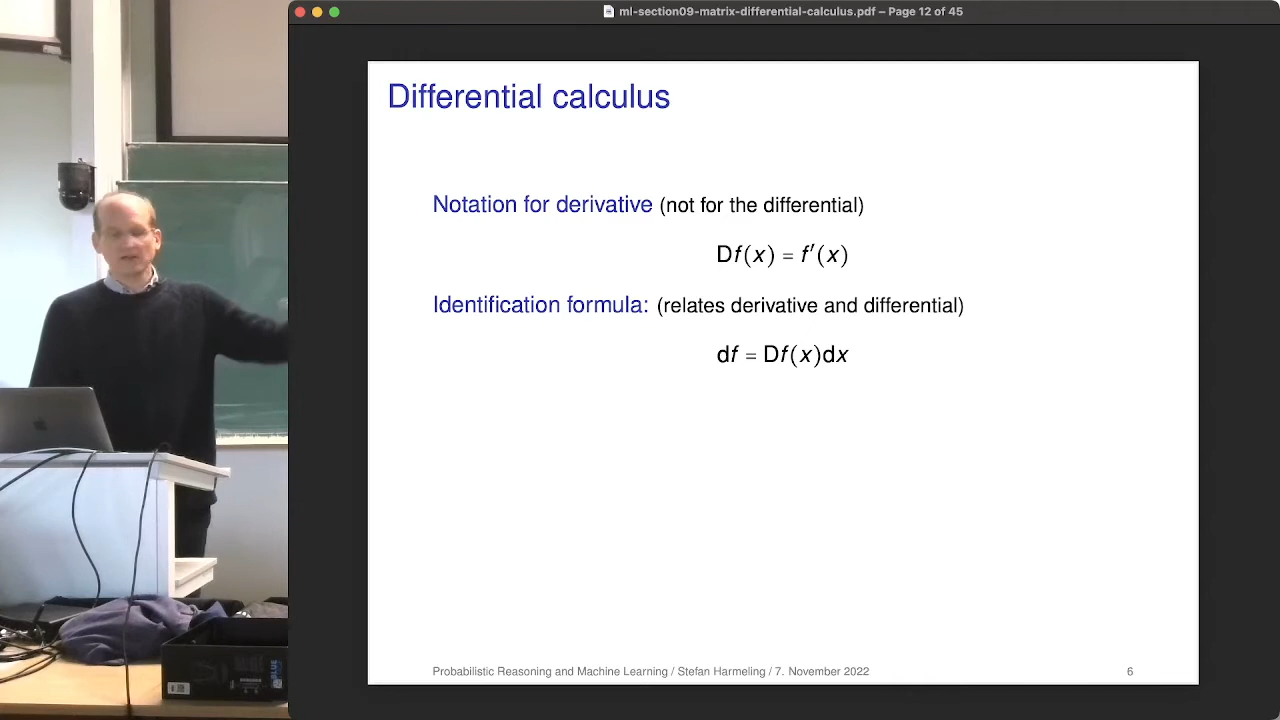 ml-section09-matrix-differential-calculus.pdf – Page 12 of 45
Differential calculus
Notation for derivative (not for the differential)
Df(x) = f′(x)
Identification formula: (relates derivative and differential)
df = Df(x)dx
Probabilistic Reasoning and Machine Learning / Stefan Harmeling / 7. November 2022
6
BLUE